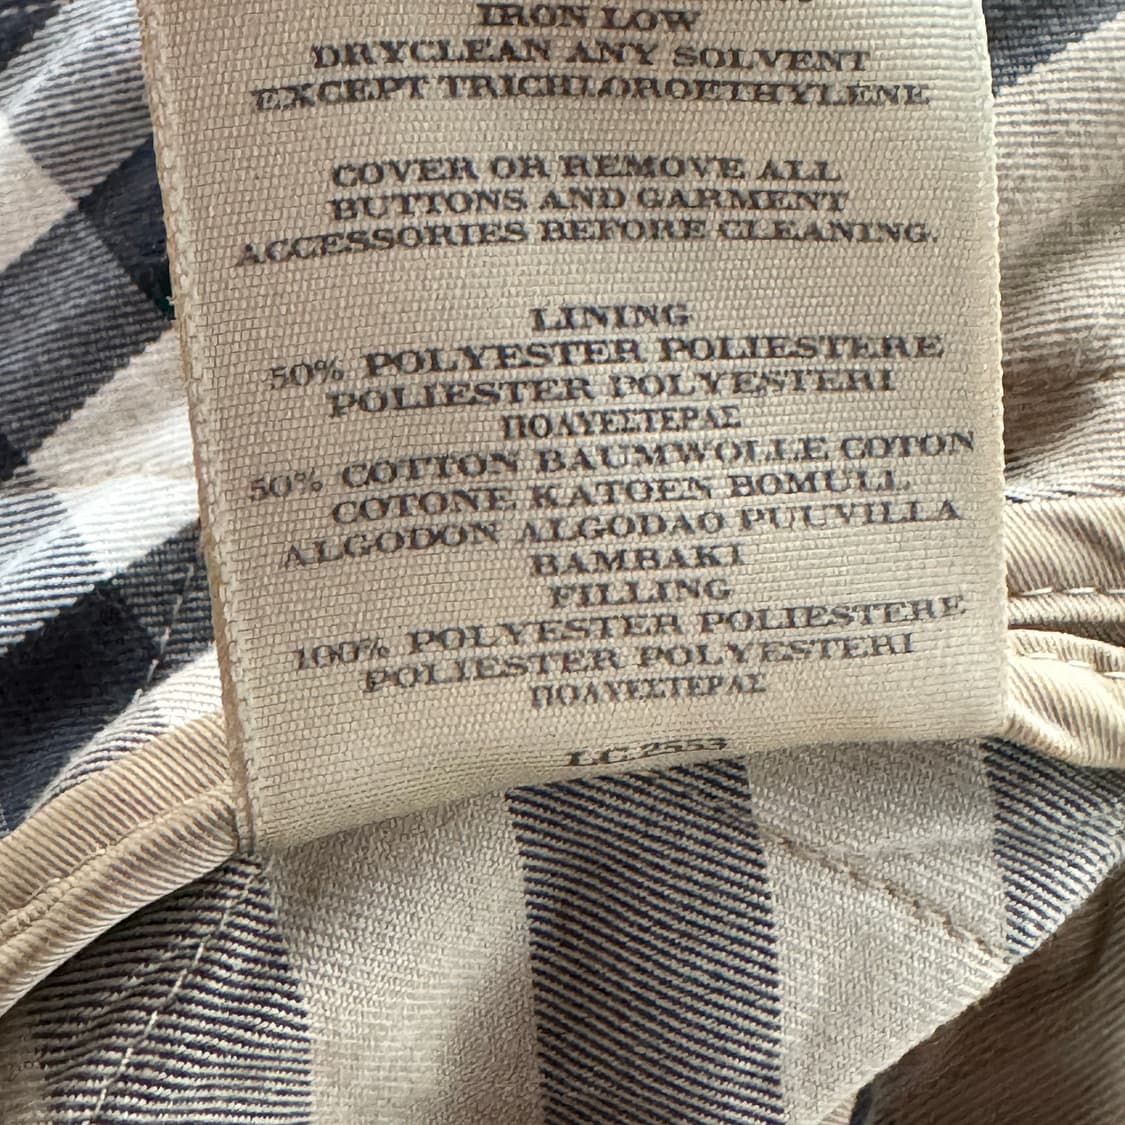 IRON LOW
DRYCLEAN ANY SOLVENT
EXCEPT TRICHLOROETHYLENE
COVER OR REMOVE ALL
BUTTONS AND GARMENT
ACCESSORIES BEFORE CLEANING.
LINING
50% POLYESTER POLIESTERE
POLIESTER POLYESTERI
ΠΟΛΥΕΣΤΕΡΑΣ
50% COTTON BAUMWOLLE COTON
COTONE KATOEN BOMULL
ALGODON ALGODAO PUUVILLA
BAMBAKI
FILLING
100% POLYESTER POLIESTERE
POLIESTER POLYESTERI
ΠΟΛΥΕΣΤΕΡΑΣ
LC 2553